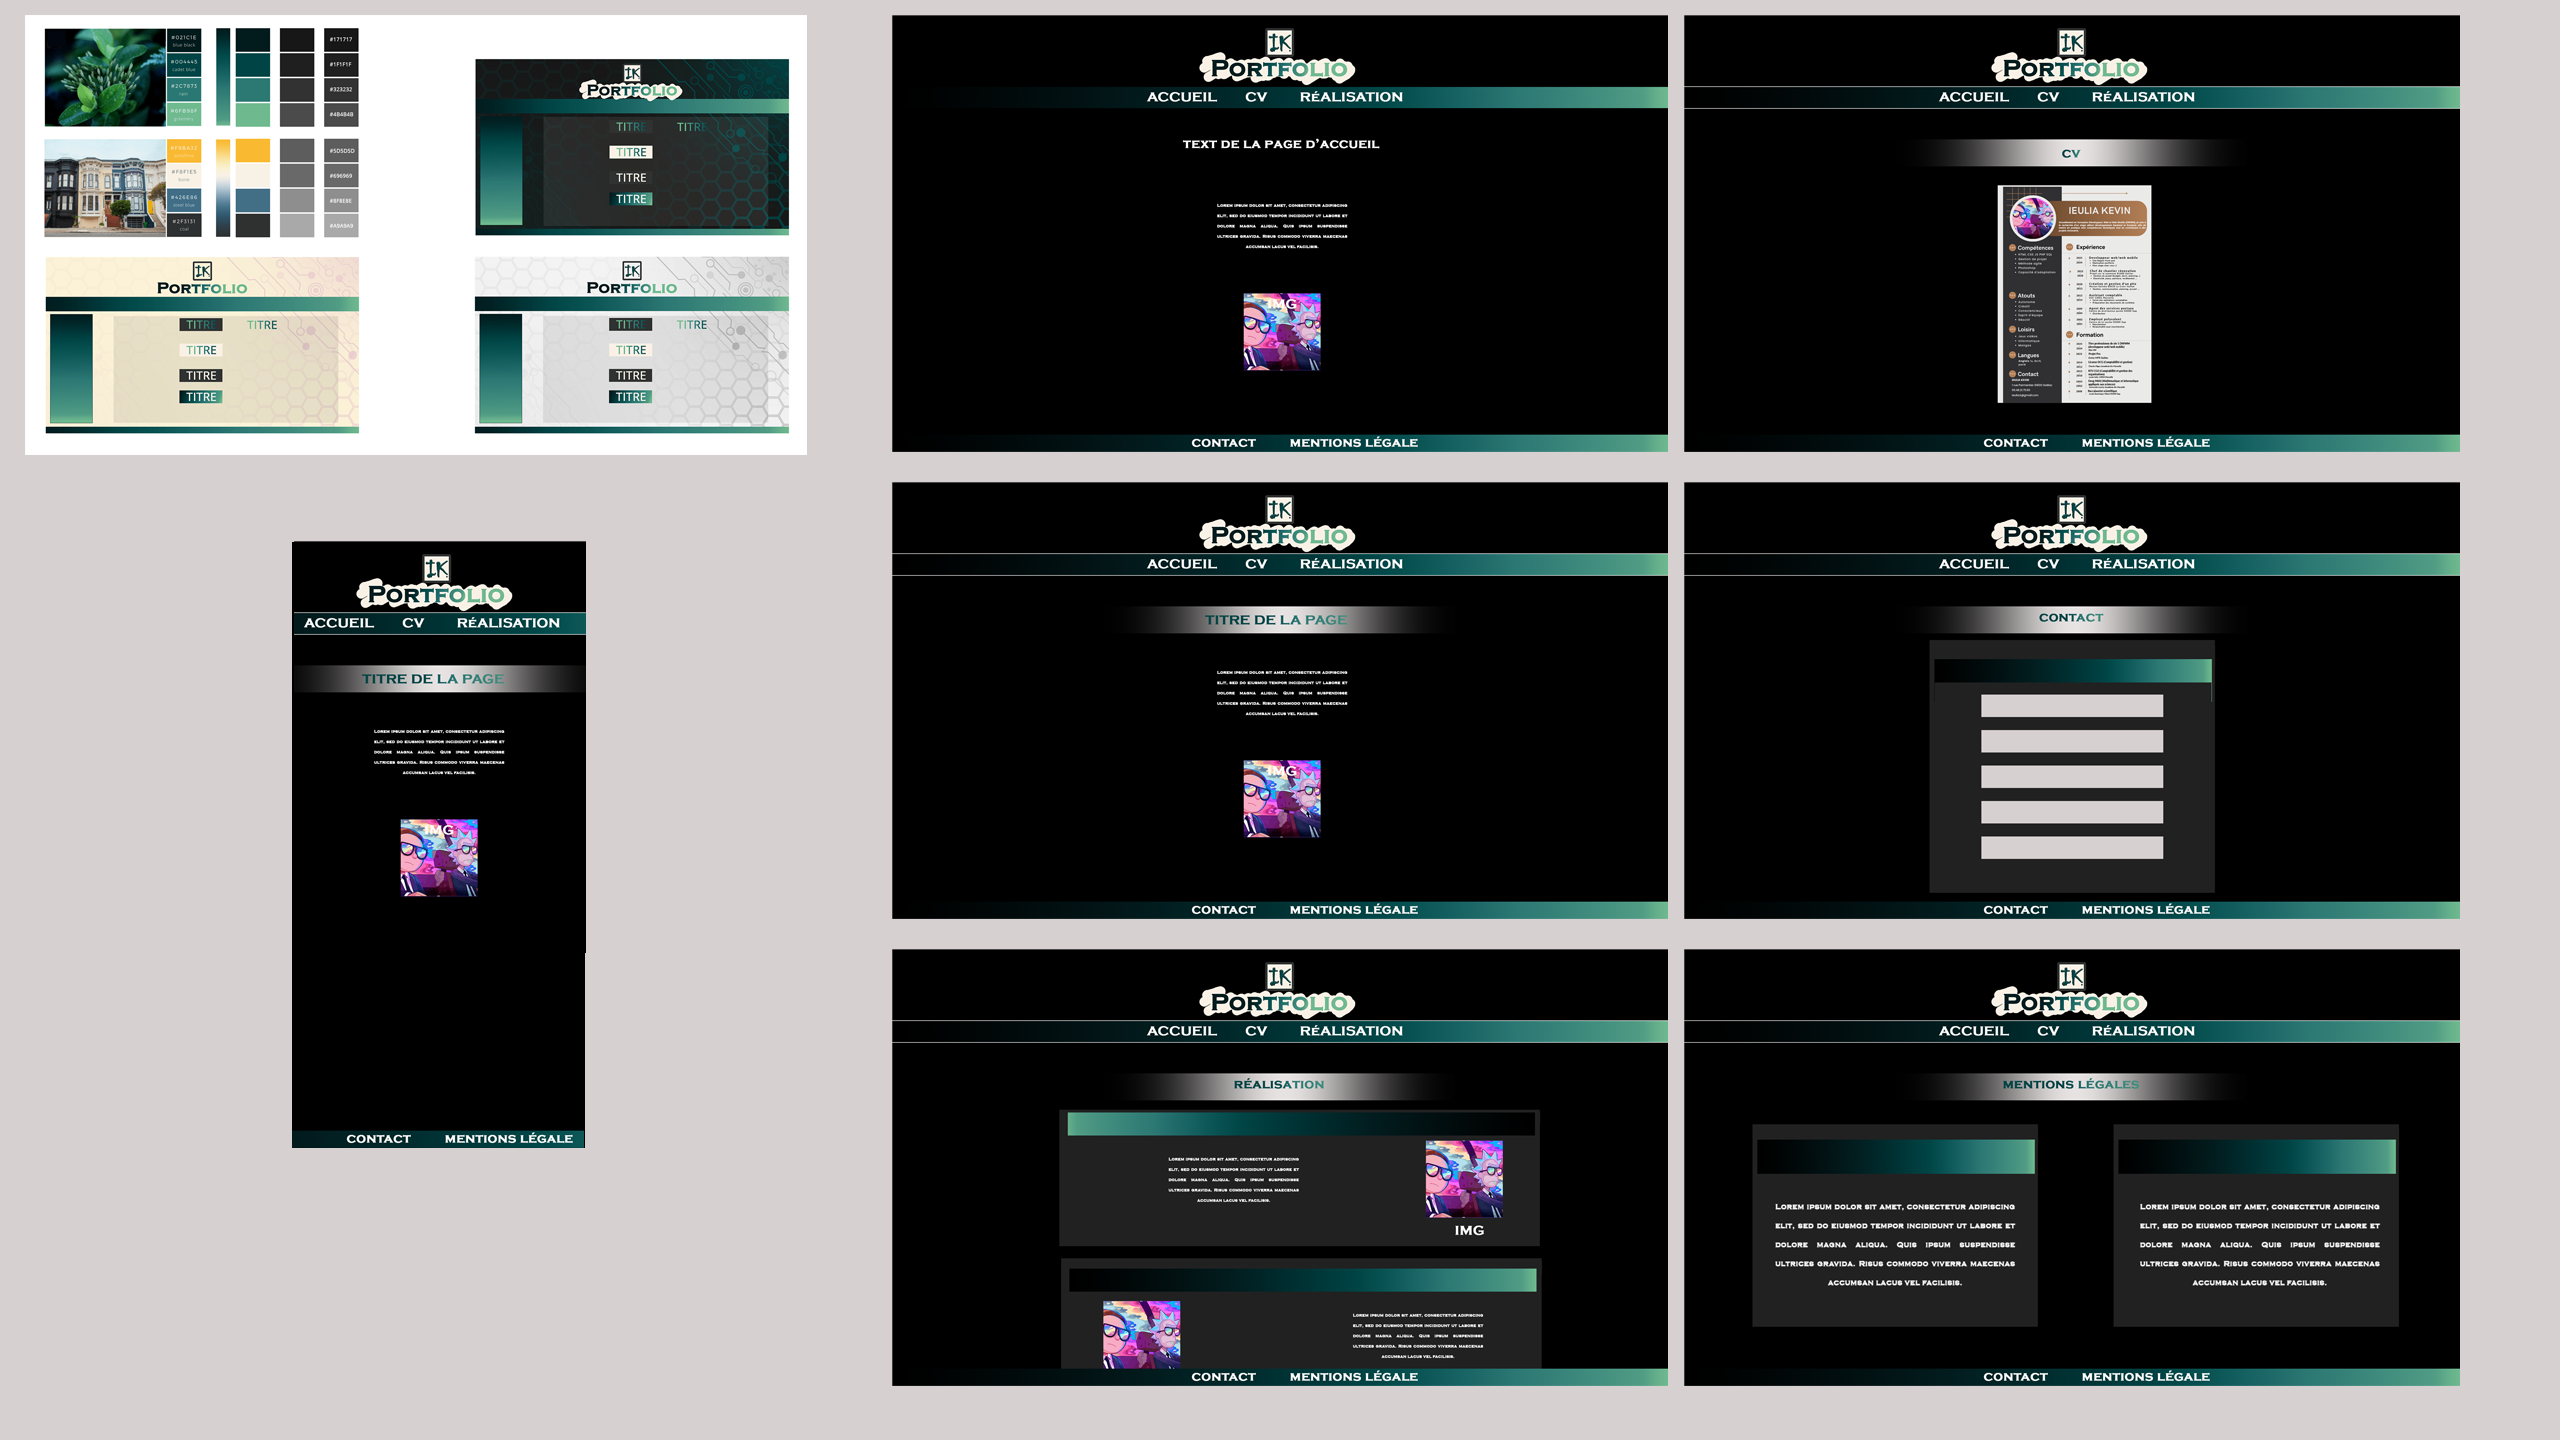 #021C1E
blue black
#004445
cadet blue
#2C7873
rain
#6FB98F
greenery
#171717
#1F1F1F
#323232
#4B4B4B
#F9BA32
#F8F1E5
stone
#426E86
steel blue
#2F3131
coal
#5D5D5D
#696969
#8F8E8E
#A9A9A9
IK
PORTFOLIO
TITRE TITRE
TITRE
TITRE
TITRE
IK
PORTFOLIO
TITRE TITRE
TITRE
TITRE
TITRE
IK
PORTFOLIO
TITRE TITRE
TITRE
TITRE
TITRE
IK
PORTFOLIO
ACCUEIL CV RÉALISATION
TEXT DE LA PAGE D'ACCUEIL
Lorem ipsum dolor sit amet, consectetur adipiscing
elit, sed do eiusmod tempor incididunt ut labore et
dolore magna aliqua. Quis ipsum suspendisse
ultrices gravida. Risus commodo viverra maecenas
accumsan lacus vel facilisis.
IMG
CONTACT MENTIONS LÉGALE
IK
PORTFOLIO
ACCUEIL CV RÉALISATION
CV
IEULIA KEVIN
Compétences
Atouts
Loisirs
Langues
Contact
Expérience
Formation
CONTACT MENTIONS LÉGALE
IK
PORTFOLIO
ACCUEIL CV RÉALISATION
TITRE DE LA PAGE
Lorem ipsum dolor sit amet, consectetur adipiscing
elit, sed do eiusmod tempor incididunt ut labore et
dolore magna aliqua. Quis ipsum suspendisse
ultrices gravida. Risus commodo viverra maecenas
accumsan lacus vel facilisis.
IMG
CONTACT MENTIONS LÉGALE
IK
PORTFOLIO
ACCUEIL CV RÉALISATION
TITRE DE LA PAGE
Lorem ipsum dolor sit amet, consectetur adipiscing
elit, sed do eiusmod tempor incididunt ut labore et
dolore magna aliqua. Quis ipsum suspendisse
ultrices gravida. Risus commodo viverra maecenas
accumsan lacus vel facilisis.
IMG
CONTACT MENTIONS LÉGALE
IK
PORTFOLIO
ACCUEIL CV RÉALISATION
CONTACT
CONTACT MENTIONS LÉGALE
IK
PORTFOLIO
ACCUEIL CV RÉALISATION
RÉALISATION
Lorem ipsum dolor sit amet, consectetur adipiscing
elit, sed do eiusmod tempor incididunt ut labore et
dolore magna aliqua. Quis ipsum suspendisse
ultrices gravida. Risus commodo viverra maecenas
accumsan lacus vel facilisis.
IMG
Lorem ipsum dolor sit amet, consectetur adipiscing
elit, sed do eiusmod tempor incididunt ut labore et
dolore magna aliqua. Quis ipsum suspendisse
ultrices gravida. Risus commodo viverra maecenas
accumsan lacus vel facilisis.
CONTACT MENTIONS LÉGALE
IK
PORTFOLIO
ACCUEIL CV RÉALISATION
MENTIONS LÉGALES
Lorem ipsum dolor sit amet, consectetur adipiscing
elit, sed do eiusmod tempor incididunt ut labore et
dolore magna aliqua. Quis ipsum suspendisse
ultrices gravida. Risus commodo viverra maecenas
accumsan lacus vel facilisis.
Lorem ipsum dolor sit amet, consectetur adipiscing
elit, sed do eiusmod tempor incididunt ut labore et
dolore magna aliqua. Quis ipsum suspendisse
ultrices gravida. Risus commodo viverra maecenas
accumsan lacus vel facilisis.
CONTACT MENTIONS LÉGALE